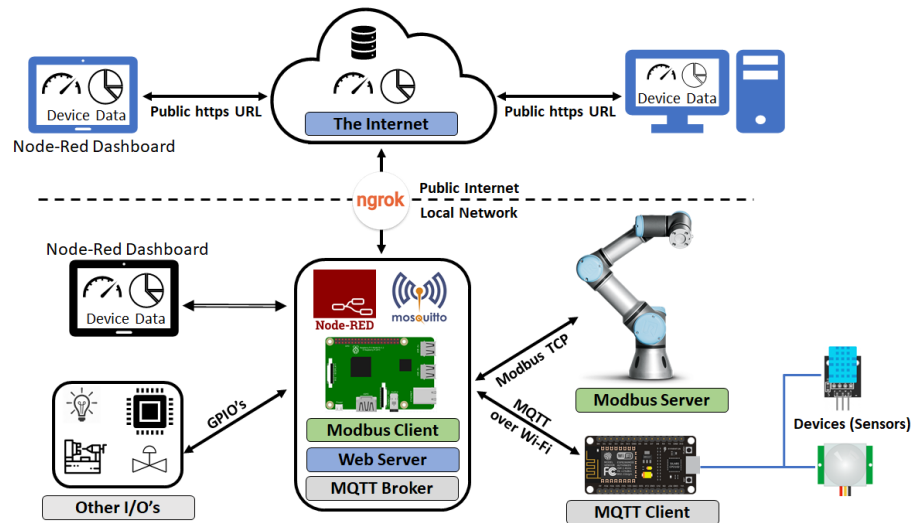 Device Data
Node-Red Dashboard
Public https URL
The Internet
Public https URL
Device Data
ngrok
Public Internet
Local Network
Node-Red Dashboard
Device Data
Node-RED
mosquitto
Modbus TCP
Modbus Server
GPIO's
MQTT
over Wi-Fi
Modbus Client
Web Server
MQTT Broker
Other I/O's
MQTT Client
Devices (Sensors)